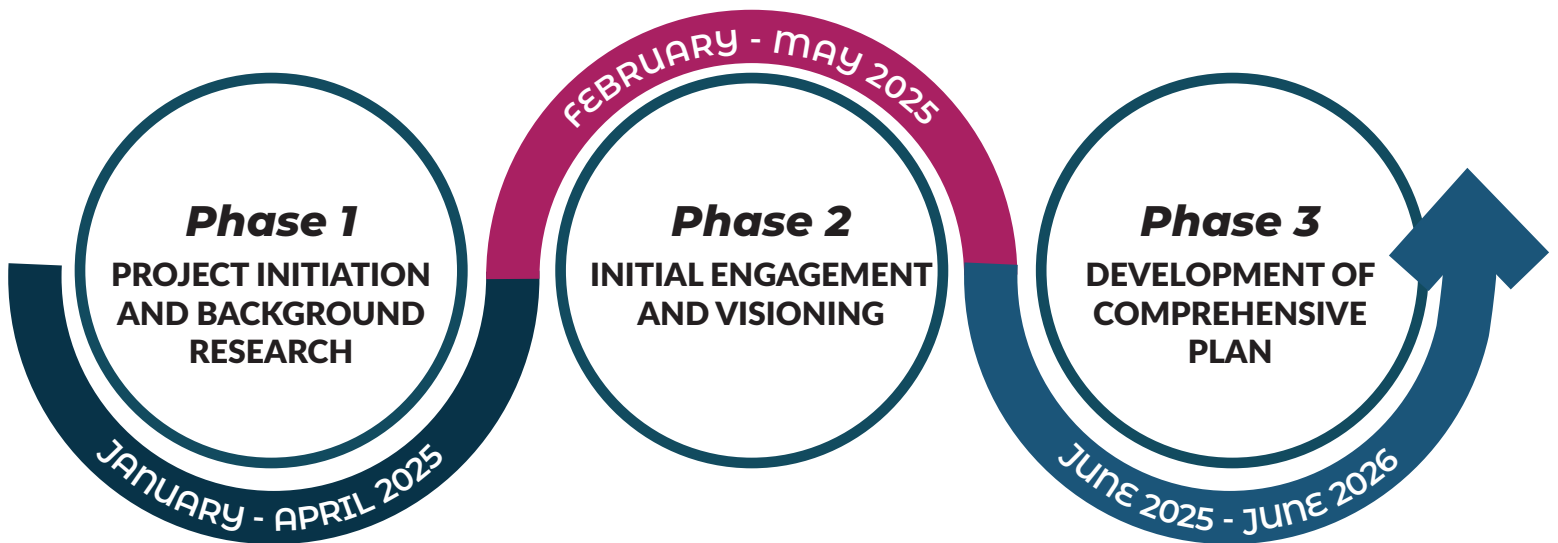 Phase 1
PROJECT INITIATION
AND BACKGROUND
RESEARCH
JANUARY - APRIL 2025
FEBRUARY - MAY 2025
Phase 2
INITIAL ENGAGEMENT
AND VISIONING
Phase 3
DEVELOPMENT OF
COMPREHENSIVE
PLAN
JUNE 2025 - JUNE 2026